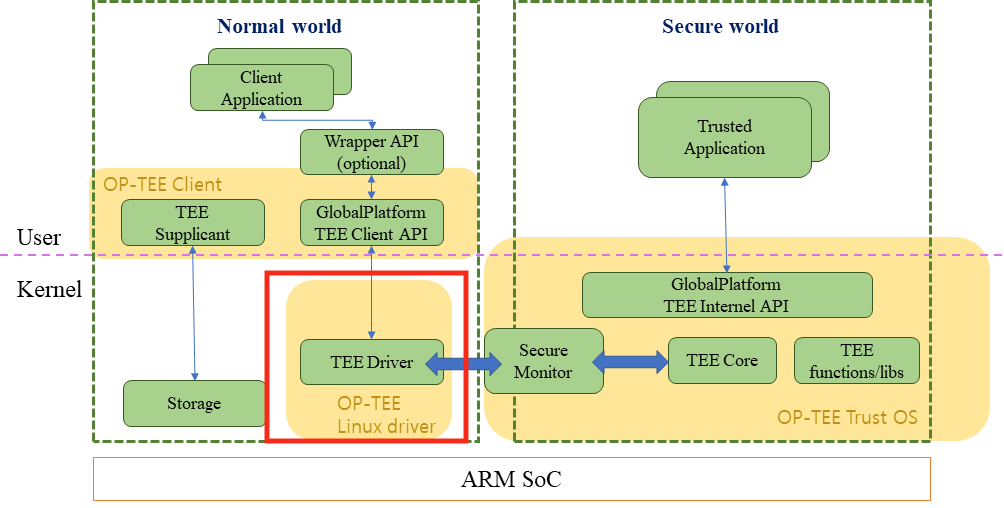 Normal world
Secure world
Client
Application
Trusted
Application
Wrapper API
(optional)
OP-TEE Client
TEE
Supplicant
GlobalPlatform
TEE Client API
User
Kernel
GlobalPlatform
TEE Internel API
TEE Driver
Secure
Monitor
TEE Core
TEE
functions/libs
Storage
OP-TEE
Linux driver
OP-TEE Trust OS
ARM SoC